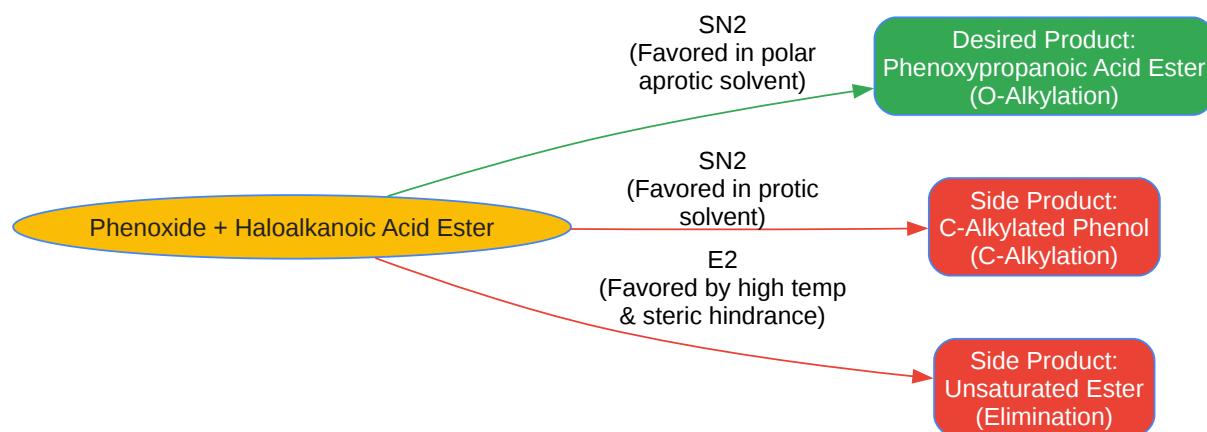 SN2
(Favored in polar
aprotic solvent)
Desired Product:
Phenoxypropanoic Acid Ester
(O-Alkylation)
Phenoxide + Haloalkanoic Acid Ester
SN2
(Favored in protic
solvent)
Side Product:
C-Alkylated Phenol
(C-Alkylation)
E2
(Favored by high temp
& steric hindrance)
Side Product:
Unsaturated Ester
(Elimination)